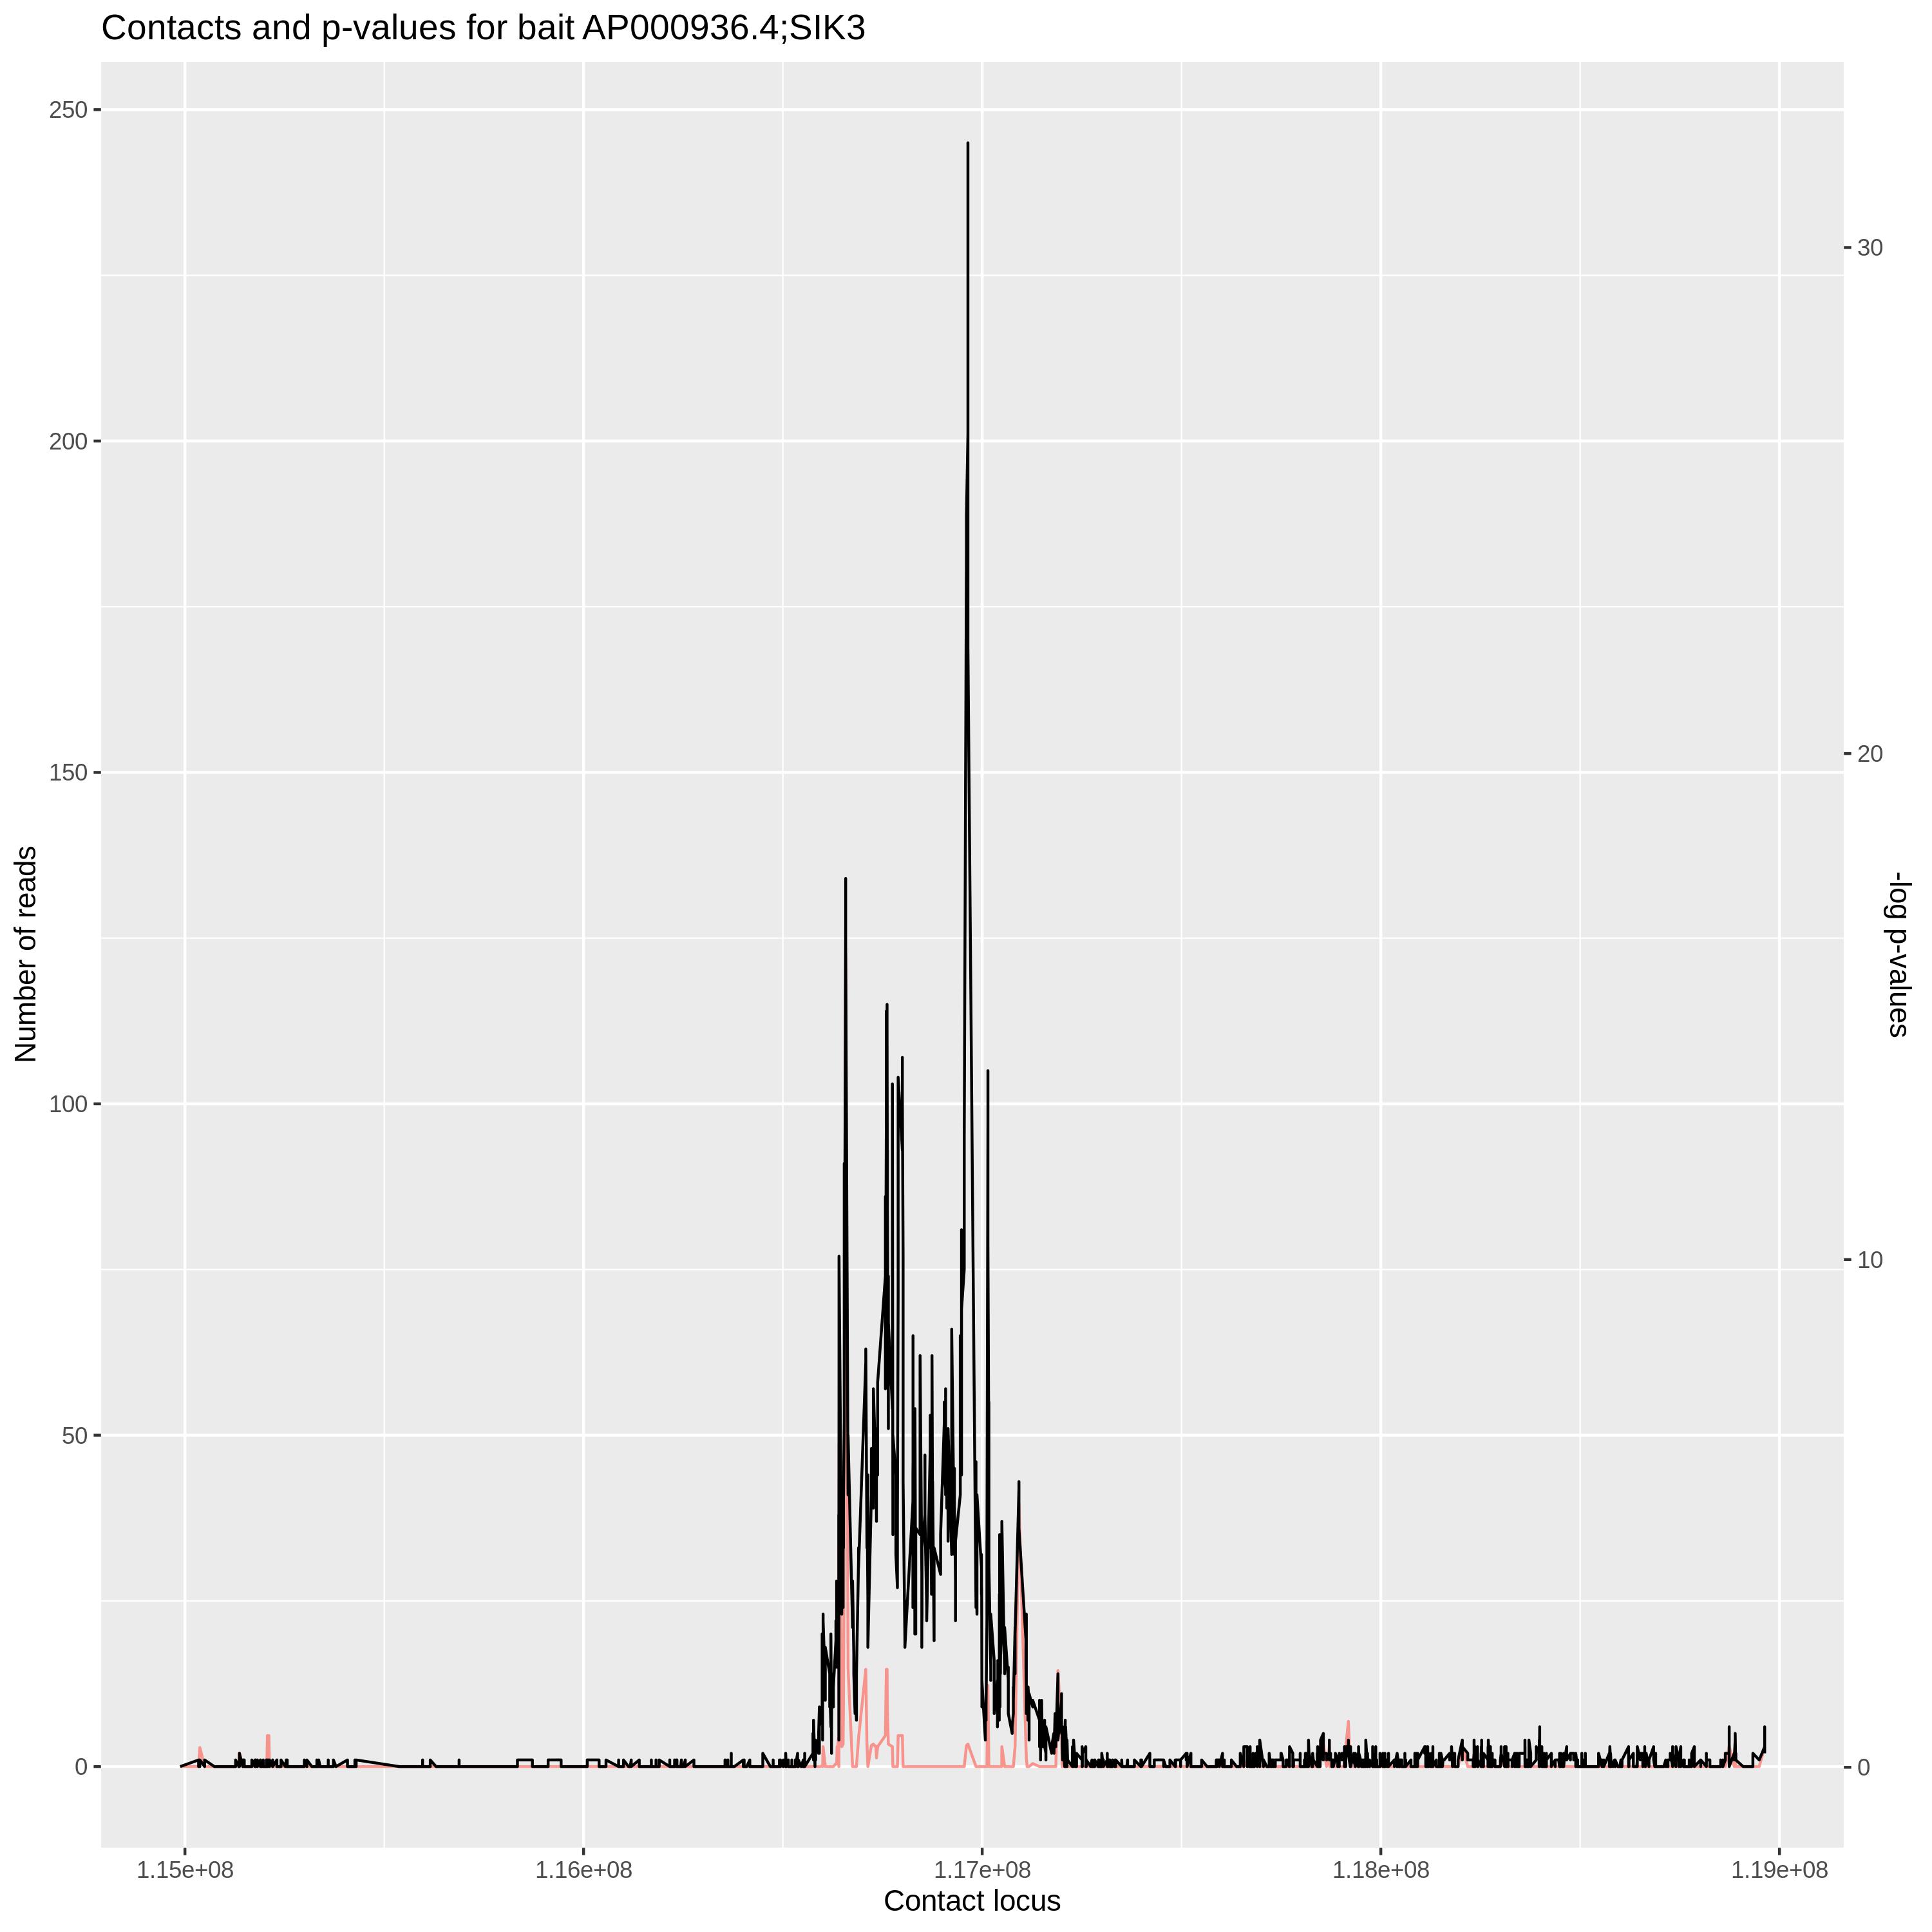 Contacts and p-values for bait AP000936.4;SIK3
250
200
150
100
50
0
Number of reads
30
20
10
0
-log p-values
1.15e+08
1.16e+08
1.17e+08
1.18e+08
1.19e+08
Contact locus